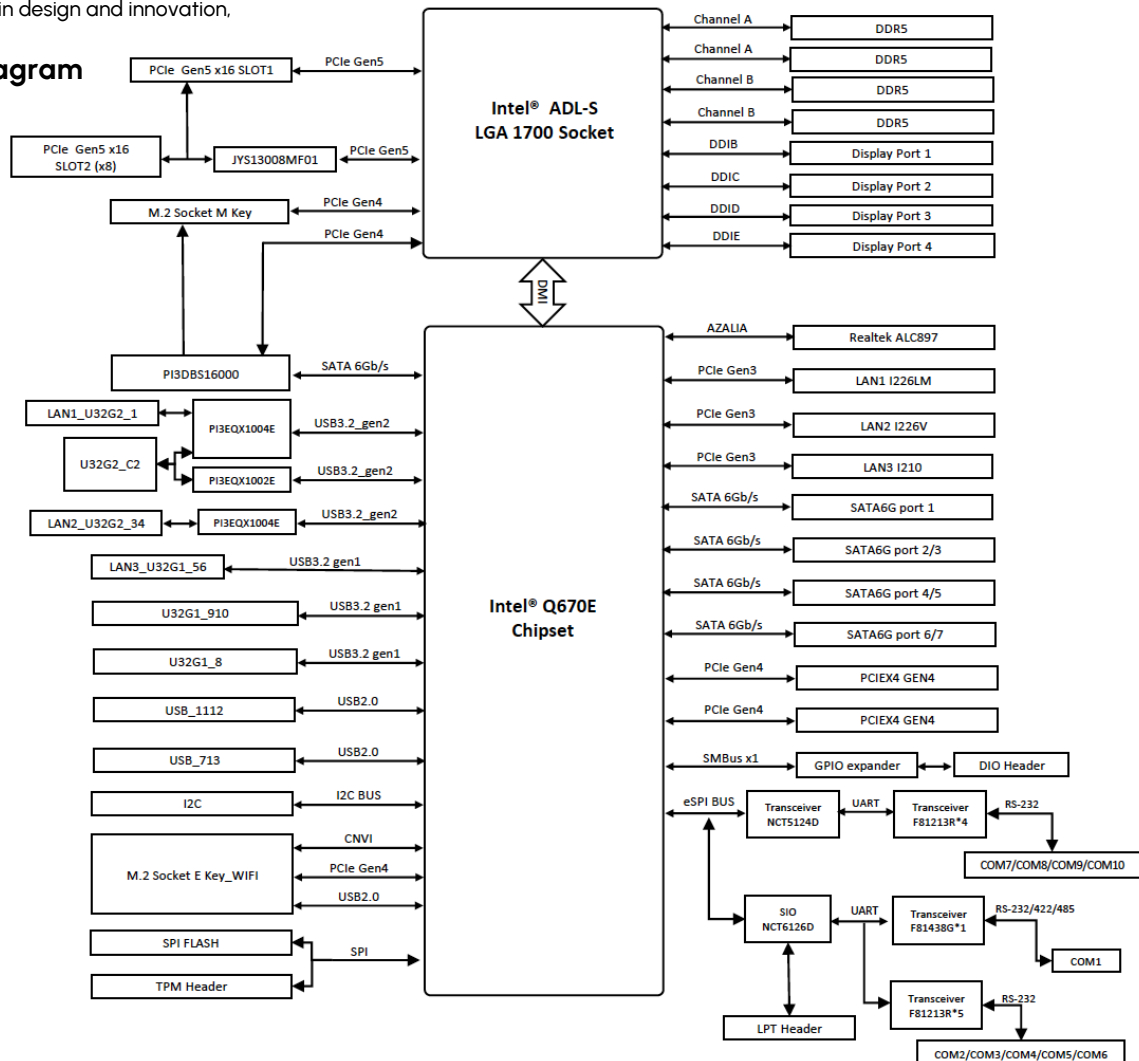 in design and innovation,
agram
PCIe Gen5 x16 SLOT1
PCIe Gen5
PCIe Gen5 x16
SLOT2 (x8)
JYS13008MF01
PCIe Gen5
M.2 Socket M Key
PCIe Gen4
PCIe Gen4
Intel® ADL-S
LGA 1700 Socket
Channel A
DDR5
Channel A
DDR5
Channel B
DDR5
Channel B
DDR5
DDIB
Display Port 1
DDIC
Display Port 2
DDID
Display Port 3
DDIE
Display Port 4
DMI
PI3DBS16000
SATA 6Gb/s
LAN1_U32G2_1
PI3EQX1004E
USB3.2_gen2
U32G2_C2
PI3EQX1002E
USB3.2_gen2
LAN2_U32G2_34
PI3EQX1004E
USB3.2_gen2
LAN3_U32G1_56
USB3.2 gen1
U32G1_910
USB3.2 gen1
U32G1_8
USB3.2 gen1
USB_1112
USB2.0
USB_713
USB2.0
I2C
I2C BUS
M.2 Socket E Key_WIFI
CNVI
PCIe Gen4
USB2.0
SPI FLASH
SPI
TPM Header
Intel® Q670E
Chipset
AZALIA
Realtek ALC897
PCIe Gen3
LAN1 I226LM
PCIe Gen3
LAN2 I226V
PCIe Gen3
LAN3 I210
SATA 6Gb/s
SATA6G port 1
SATA 6Gb/s
SATA6G port 2/3
SATA 6Gb/s
SATA6G port 4/5
SATA 6Gb/s
SATA6G port 6/7
PCIe Gen4
PCIEX4 GEN4
PCIe Gen4
PCIEX4 GEN4
SMBus x1
GPIO expander
DIO Header
eSPI BUS
Transceiver
NCT5124D
UART
Transceiver
F81213R*4
RS-232
COM7/COM8/COM9/COM10
SIO
NCT6126D
UART
Transceiver
F81438G*1
RS-232/422/485
COM1
Transceiver
F81213R*5
RS-232
LPT Header
COM2/COM3/COM4/COM5/COM6